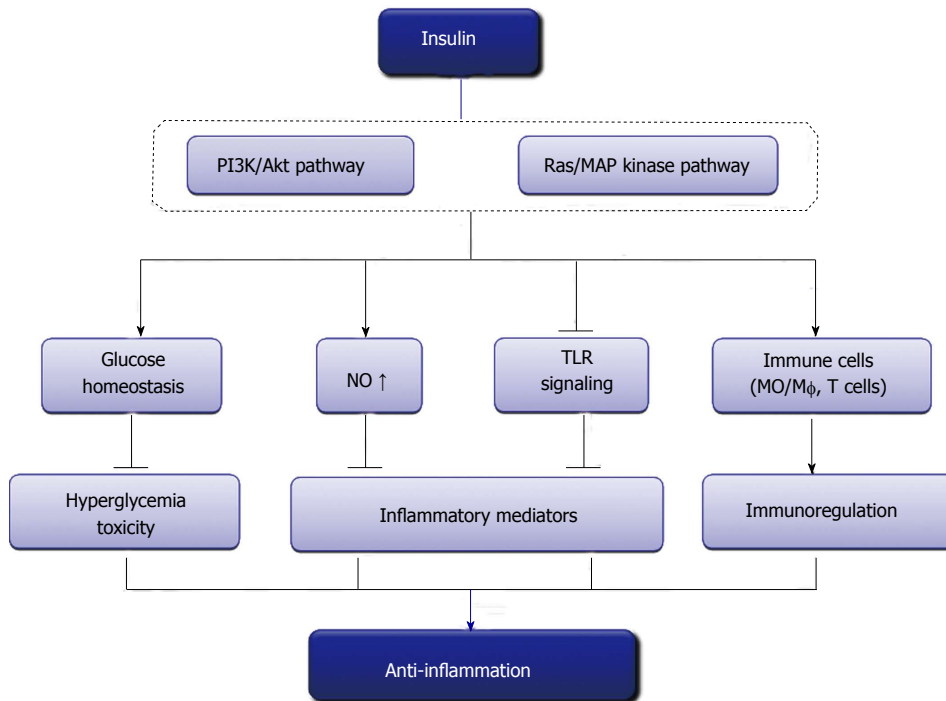 Insulin
PI3K/Akt pathway
Ras/MAP kinase pathway
Glucose
homeostasis
NO ↑
TLR
signaling
Immune cells
(MO/Mϕ, T cells)
Hyperglycemia
toxicity
Inflammatory mediators
Immunoregulation
Anti-inflammation